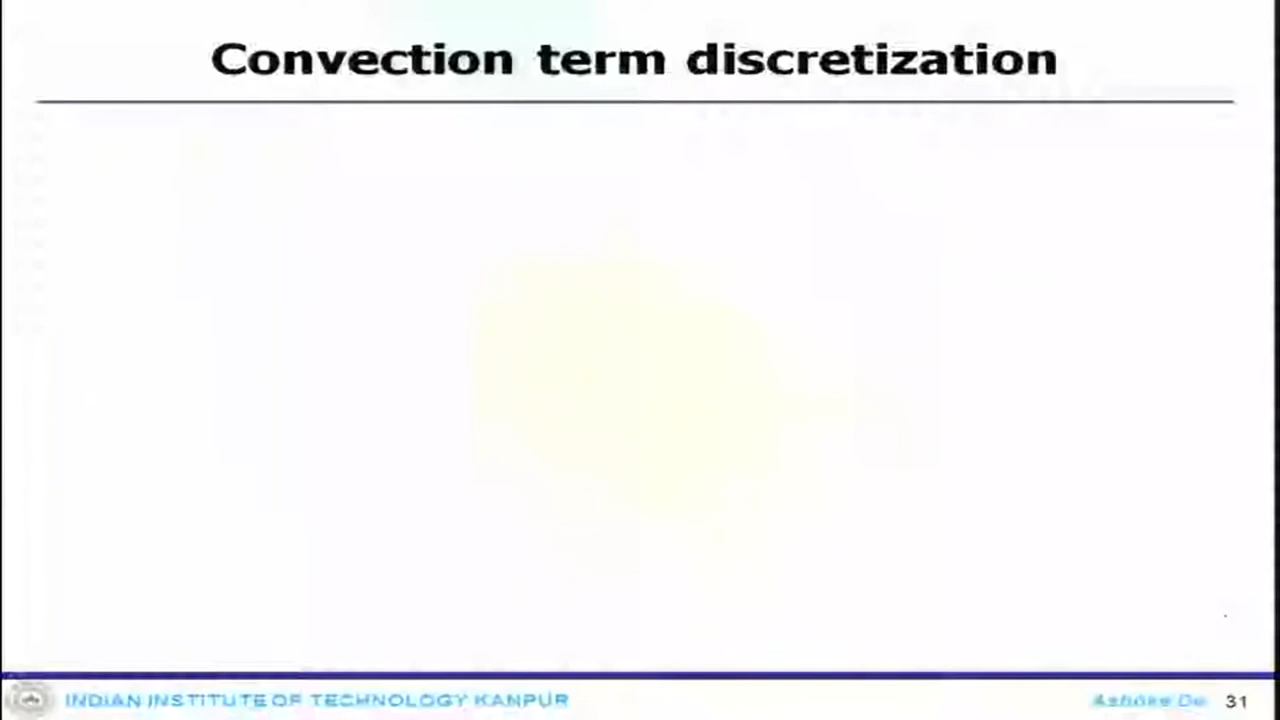 Convection term discretization
INDIAN INSTITUTE OF TECHNOLOGY KANPUR
Ashoke De 31